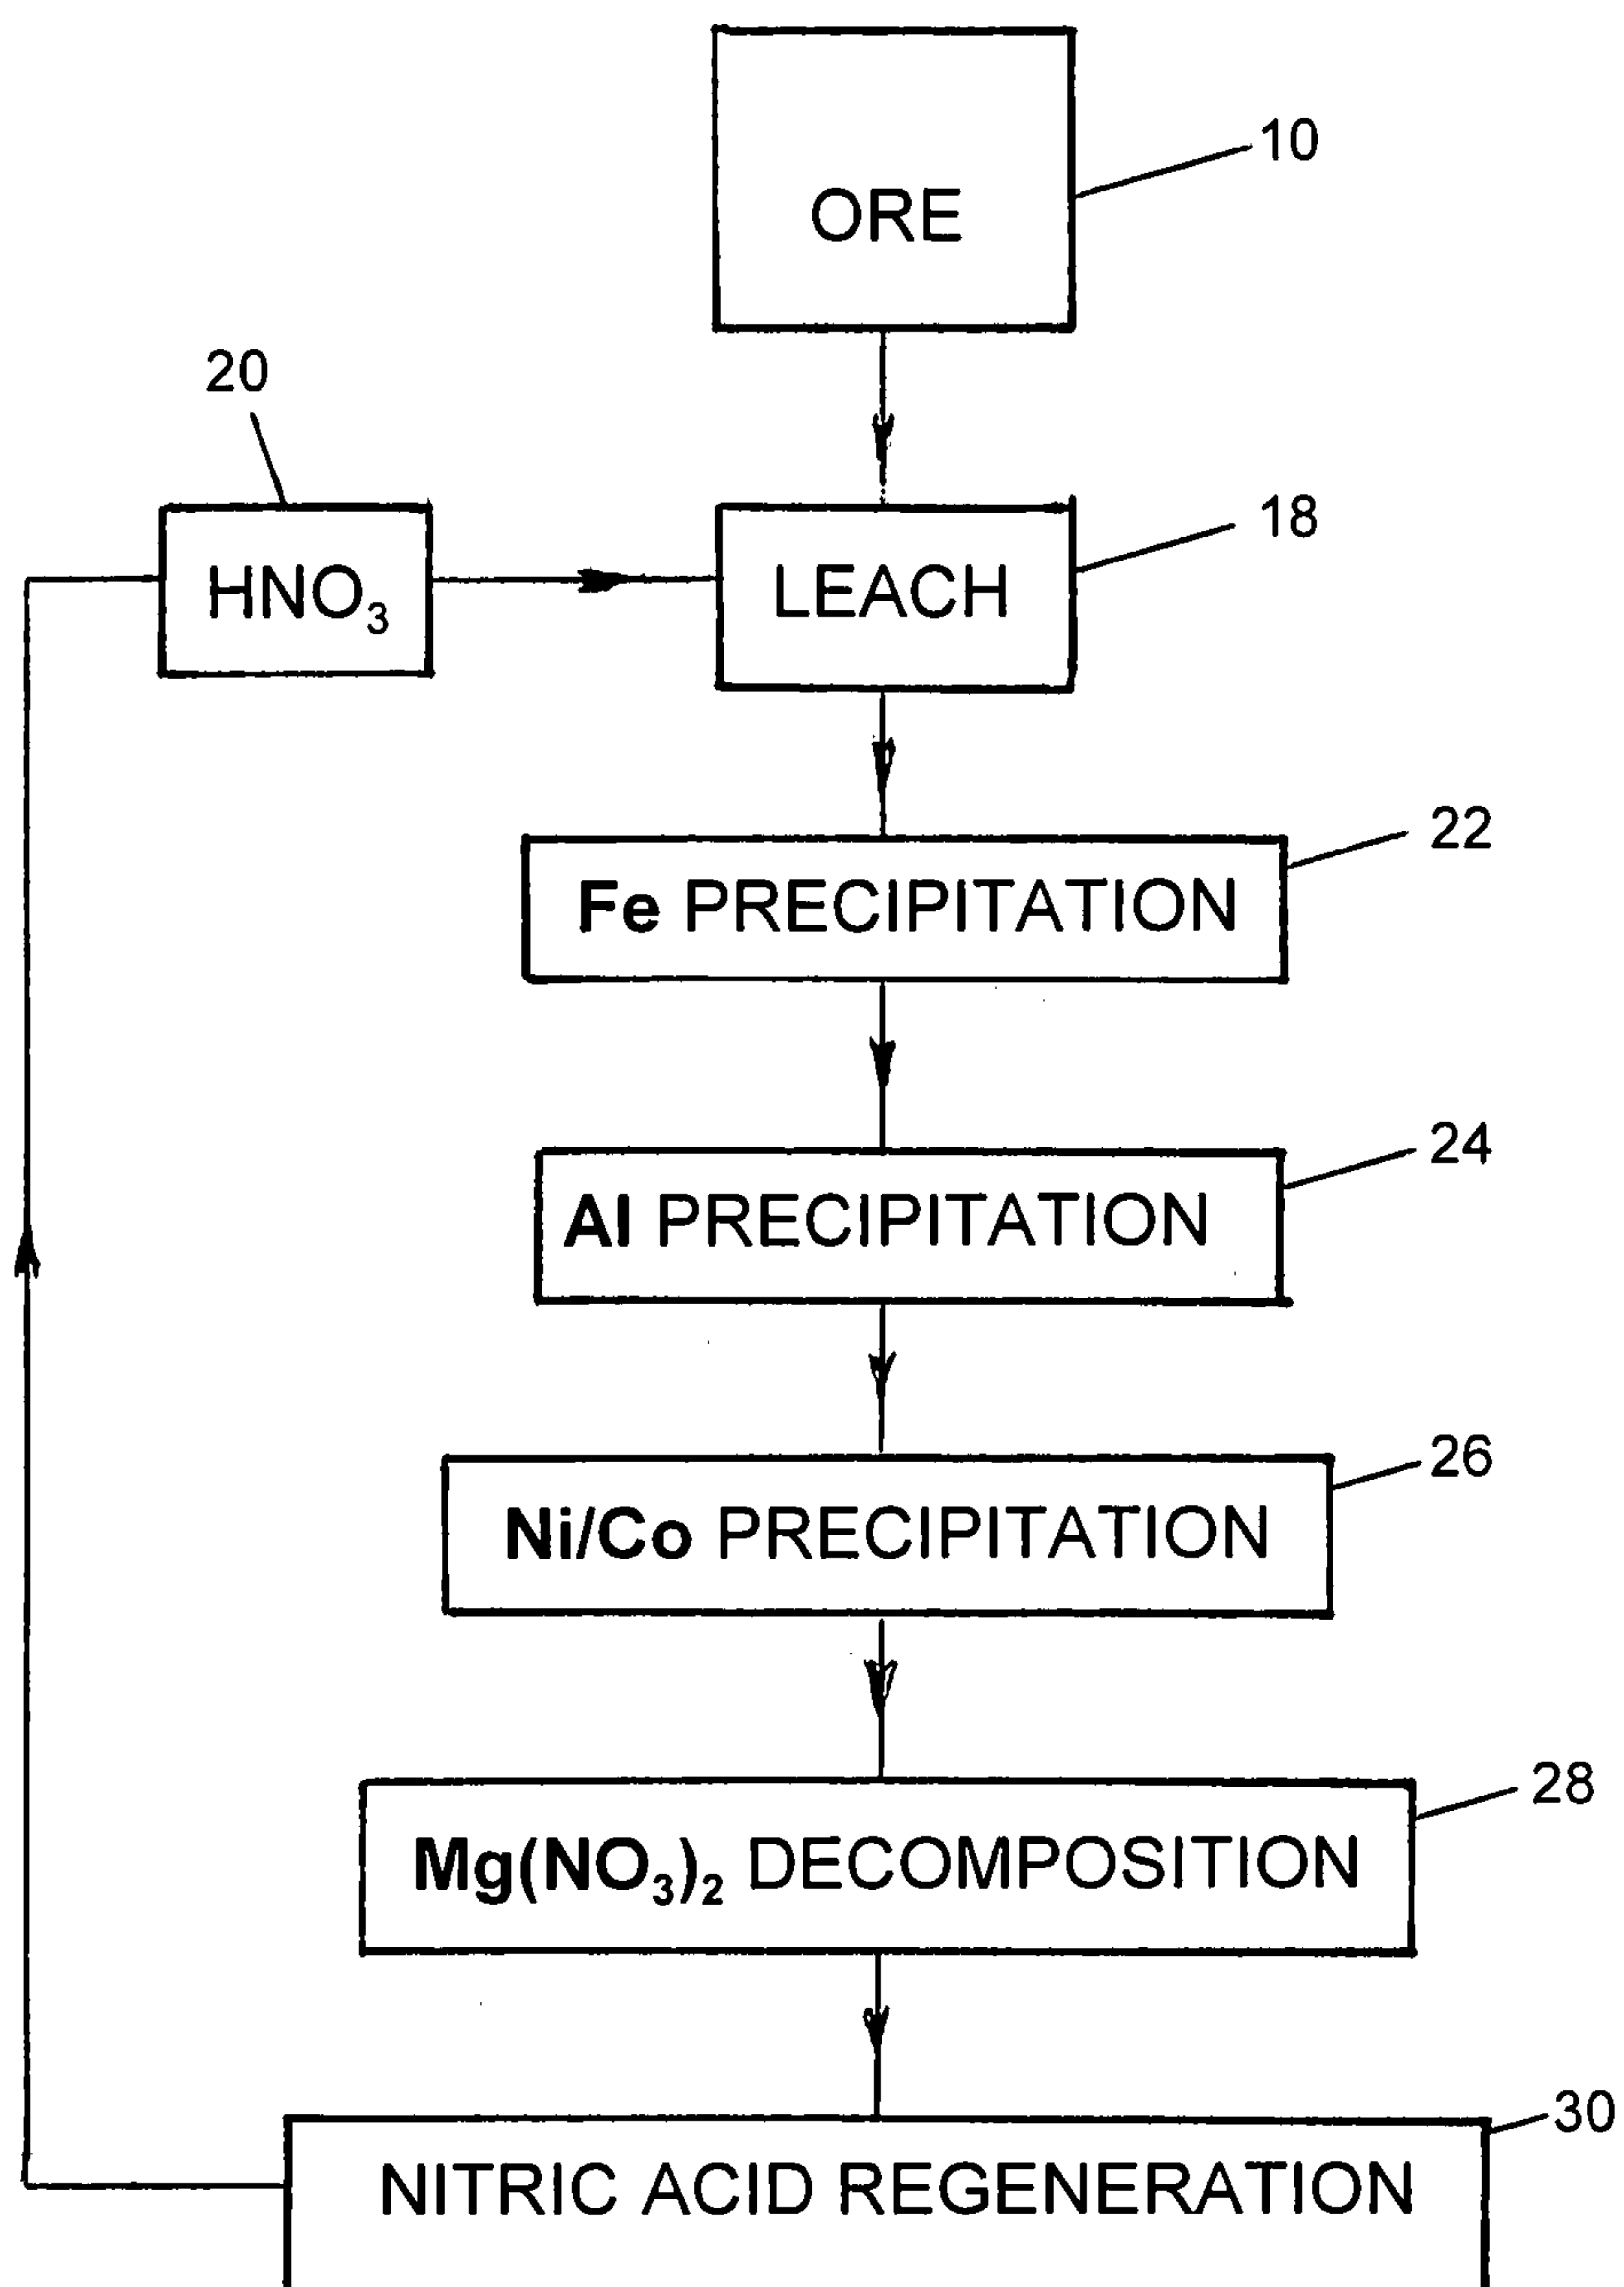 ORE
10
20
HNO₃
LEACH
18
Fe PRECIPITATION
22
Al PRECIPITATION
24
Ni/Co PRECIPITATION
26
Mg(NO₃)₂ DECOMPOSITION
28
NITRIC ACID REGENERATION
30